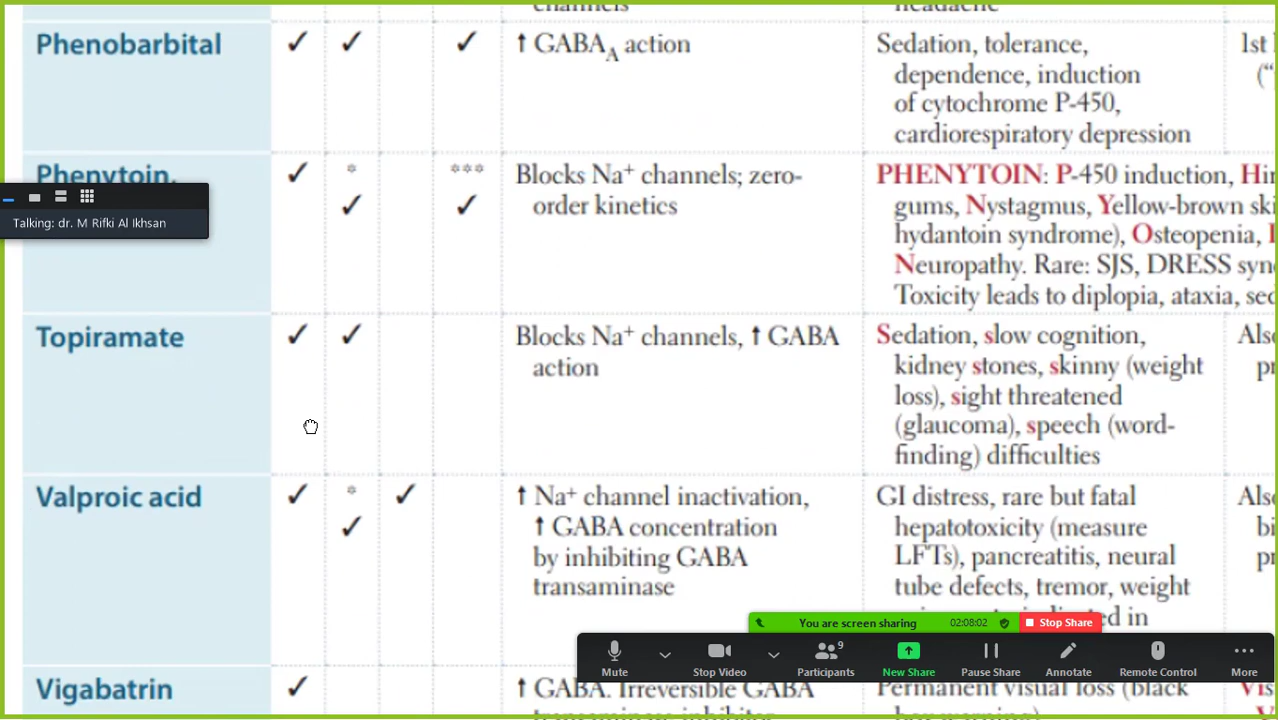 channels
headache
Phenobarbital ✓ ✓ ✓ ↑ GABAA action
Sedation, tolerance,
dependence, induction
of cytochrome P-450,
cardiorespiratory depression
1st
("
Phenytoin, ✓ * ✓ *** ✓
Blocks Na+ channels; zero-
order kinetics
PHENYTOIN: P-450 induction,
gums, Nystagmus, Yellow-brown
hydantoin syndrome), Osteopenia,
Neuropathy. Rare: SJS, DRESS
Toxicity leads to diplopia, ataxia,
Talking: dr. M Rifki Al Ikhsan
Topiramate ✓ ✓
Blocks Na+ channels, ↑ GABA
action
Sedation, slow cognition,
kidney stones, skinny (weight
loss), sight threatened
(glaucoma), speech (word-
finding) difficulties
Valproic acid ✓ * ✓ ✓
↑ Na+ channel inactivation,
↑ GABA concentration
by inhibiting GABA
transaminase
GI distress, rare but fatal
hepatotoxicity (measure
LFTs), pancreatitis, neural
tube defects, tremor, weight
in
You are screen sharing 02:08:02 Stop Share
Mute Stop Video Participants 9 New Share Pause Share Annotate Remote Control More
Vigabatrin ✓
↑ GABA. Irreversible GABA
Permanent visual loss (black